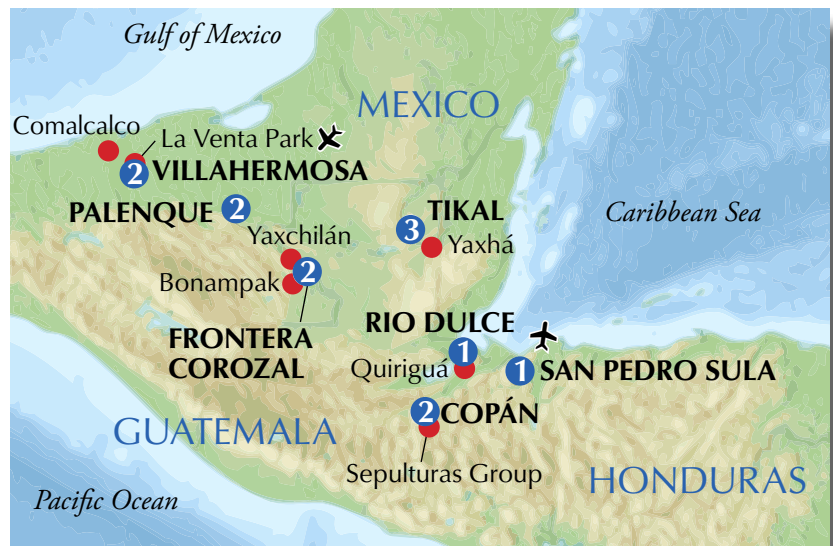 Gulf of Mexico
MEXICO
Comalcalco
La Venta Park
2 VILLAHERMOSA
PALENQUE 2
TIKAL
3
Yaxhá
Caribbean Sea
Yaxchilán
2
Bonampak
FRONTERA
COROZAL
RIO DULCE
1
Quiriguá
1 SAN PEDRO SULA
2 COPÁN
GUATEMALA
Sepulturas Group
HONDURAS
Pacific Ocean